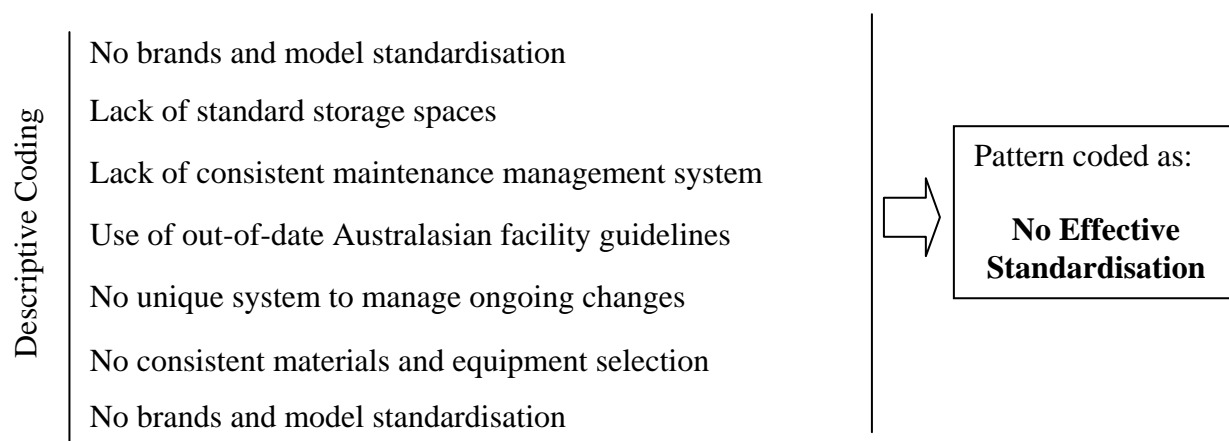 Descriptive Coding
No brands and model standardisation
Lack of standard storage spaces
Lack of consistent maintenance management system
Use of out-of-date Australasian facility guidelines
No unique system to manage ongoing changes
No consistent materials and equipment selection
No brands and model standardisation
Pattern coded as:
No Effective
Standardisation